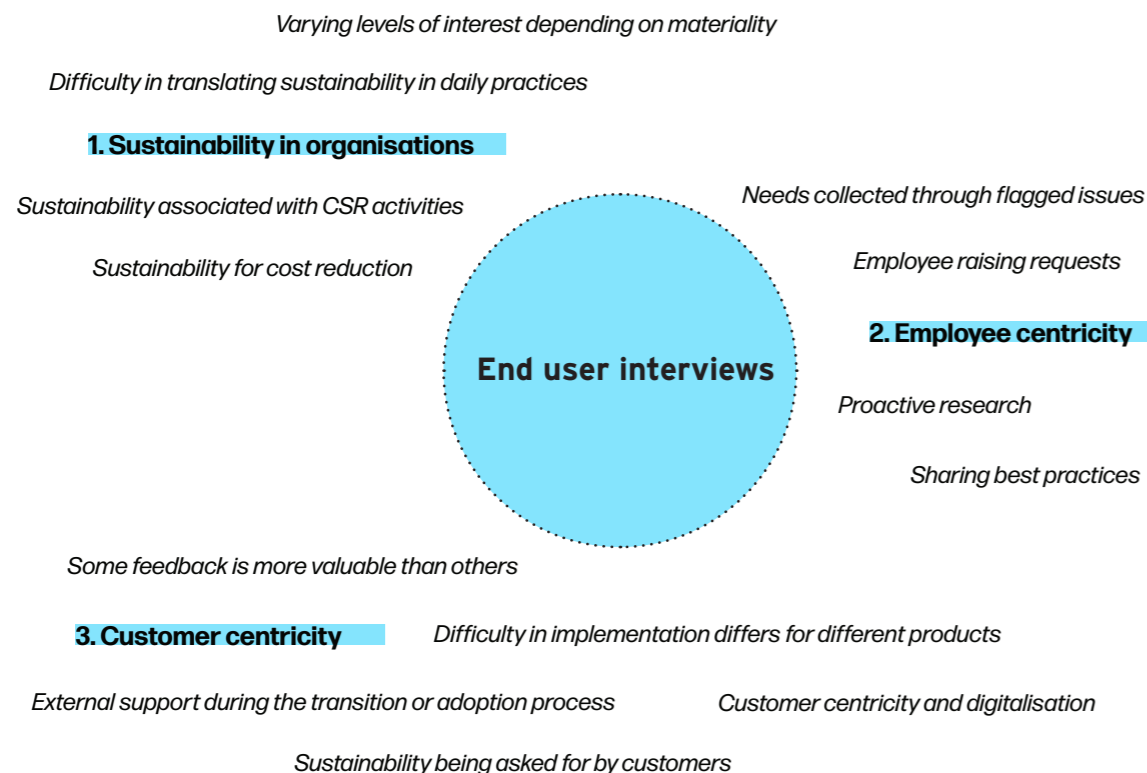 Varying levels of interest depending on materiality
Difficulty in translating sustainability in daily practices
1. Sustainability in organisations
Sustainability associated with CSR activities
Sustainability for cost reduction
Needs collected through flagged issues
Employee raising requests
2. Employee centricity
End user interviews
Proactive research
Sharing best practices
Some feedback is more valuable than others
3. Customer centricity
Difficulty in implementation differs for different products
External support during the transition or adoption process
Customer centricity and digitalisation
Sustainability being asked for by customers